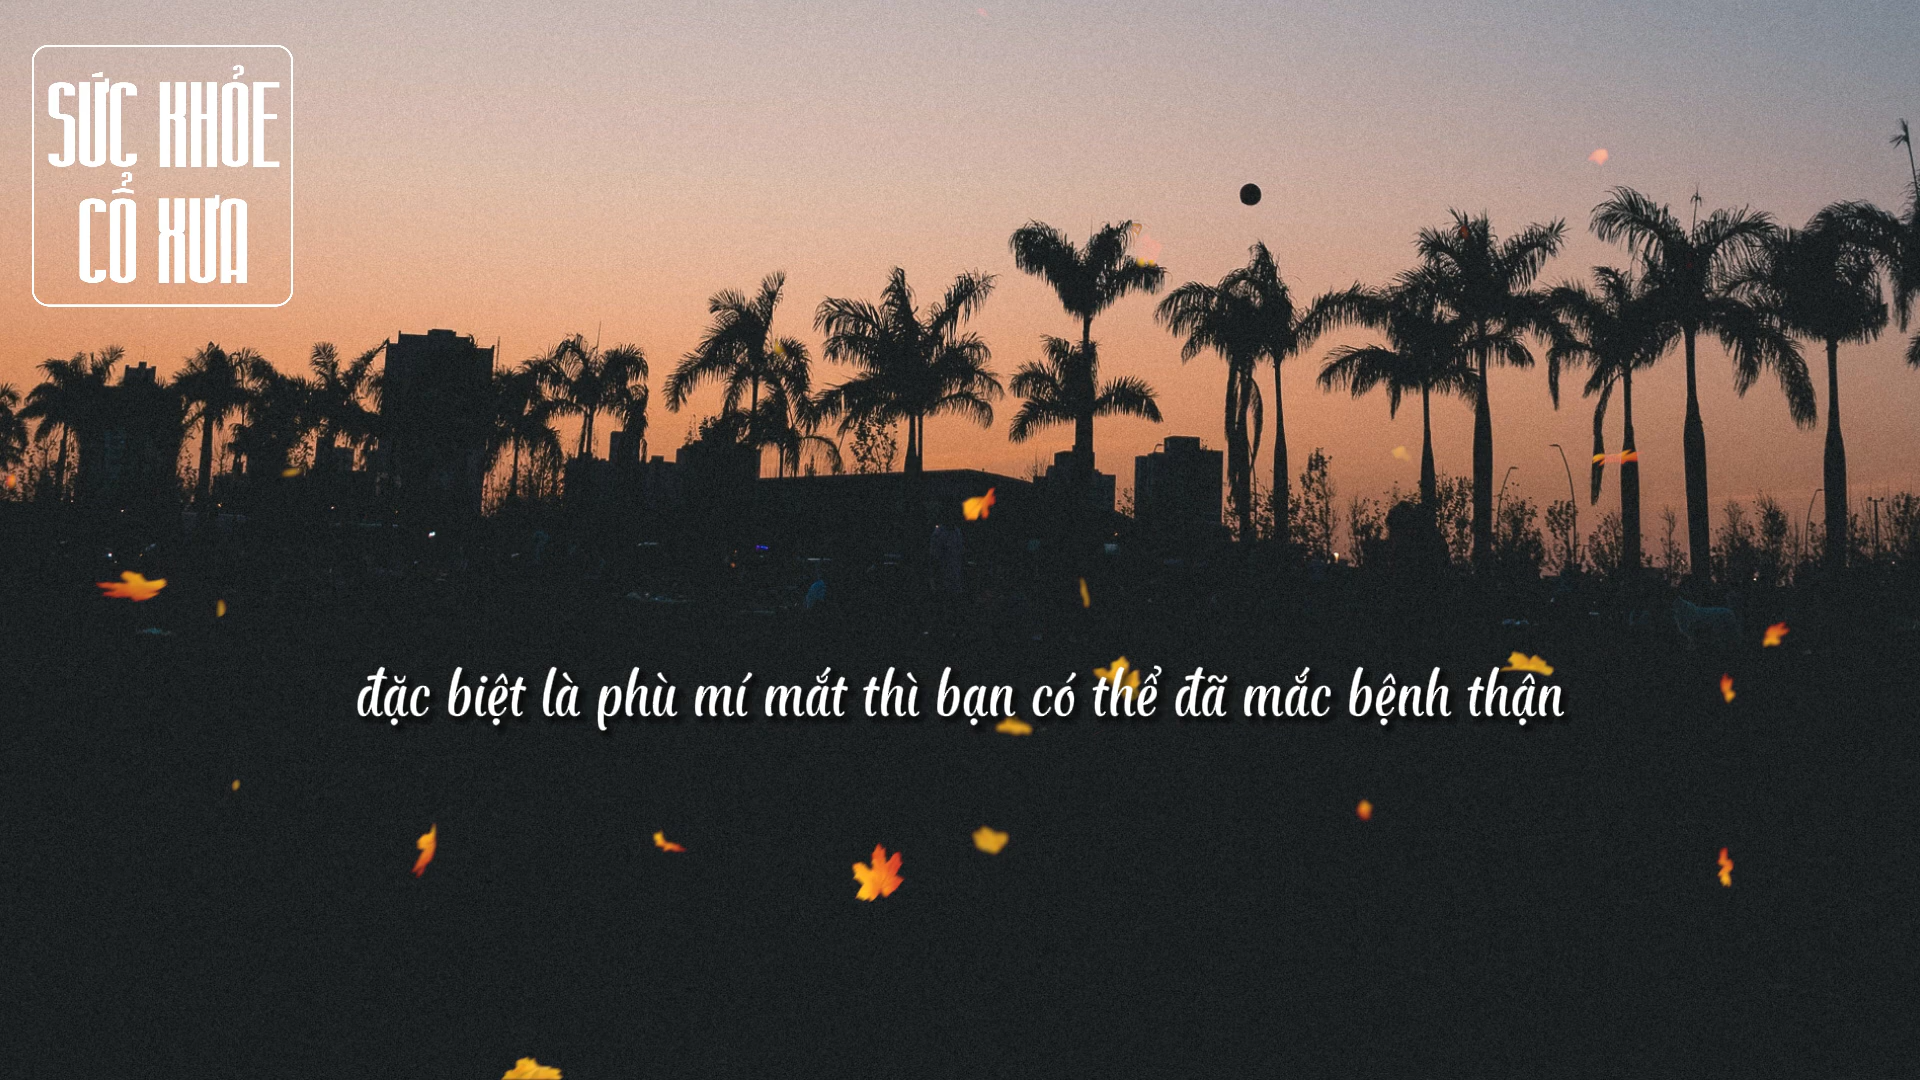 SỨC KHỎE
CỔ XƯA
đặc biệt là phù mí mắt thì bạn có thể đã mắc bệnh thận